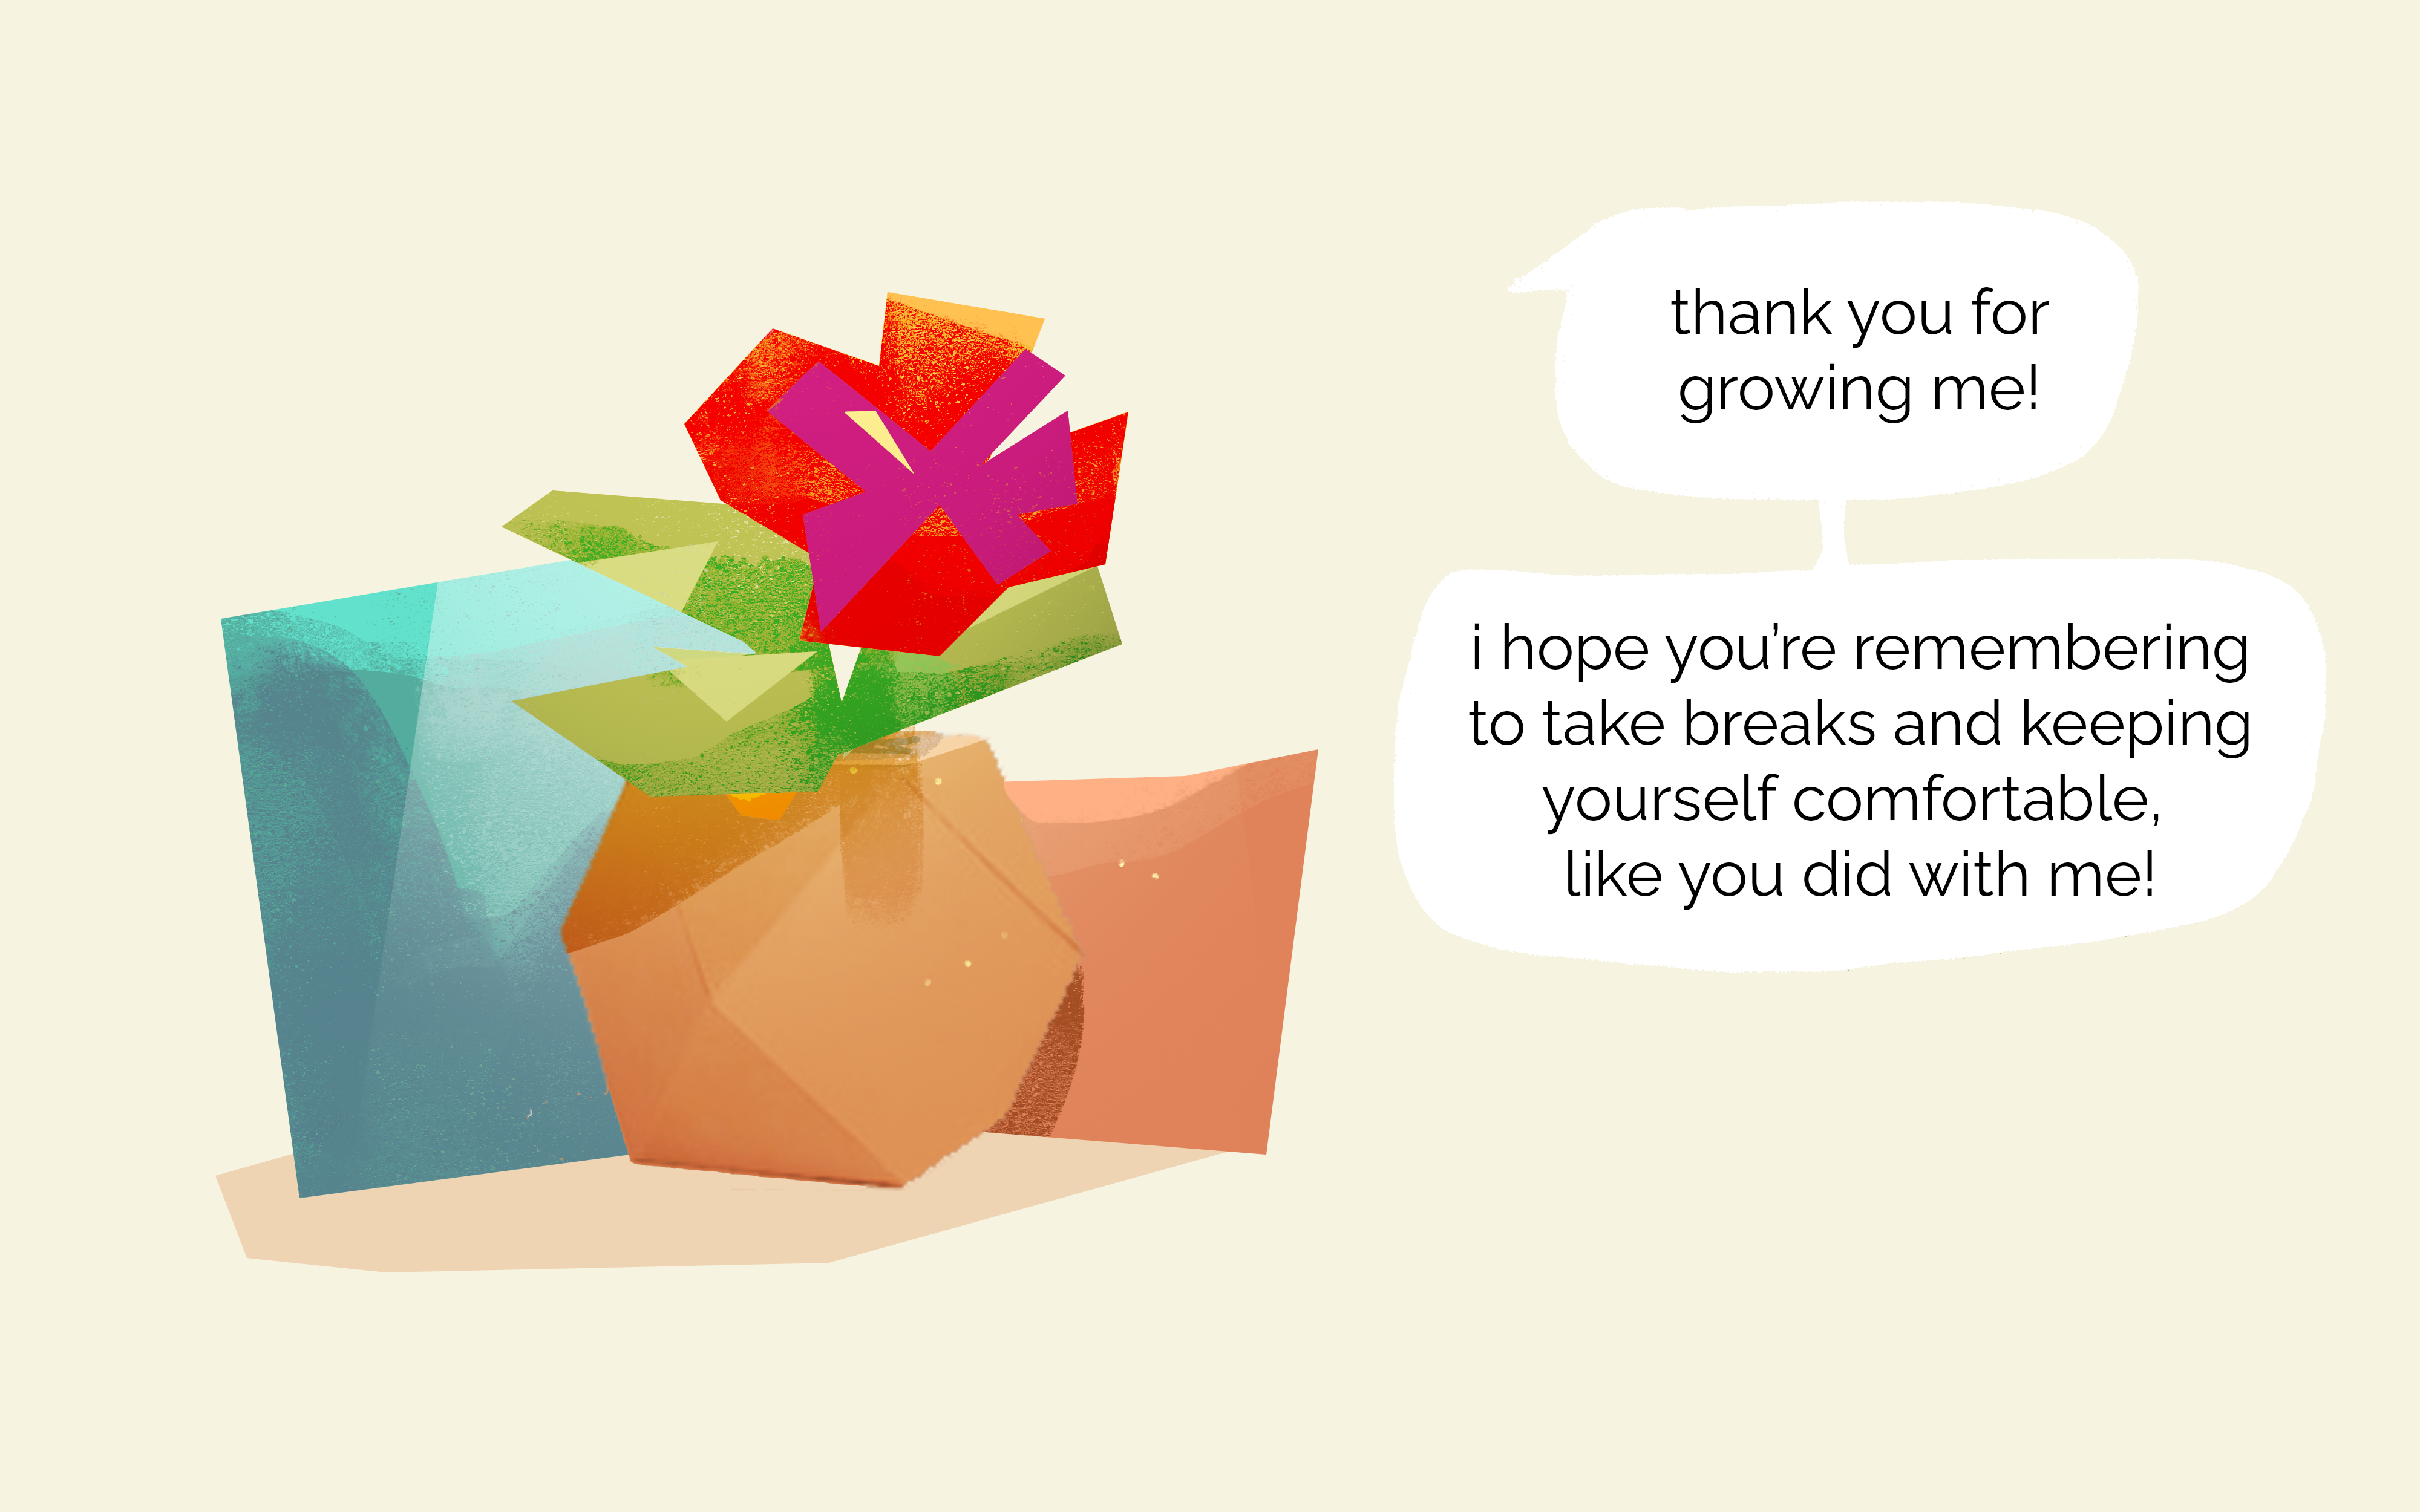 thank you for
growing me!
i hope you’re remembering
to take breaks and keeping
yourself comfortable,
like you did with me!